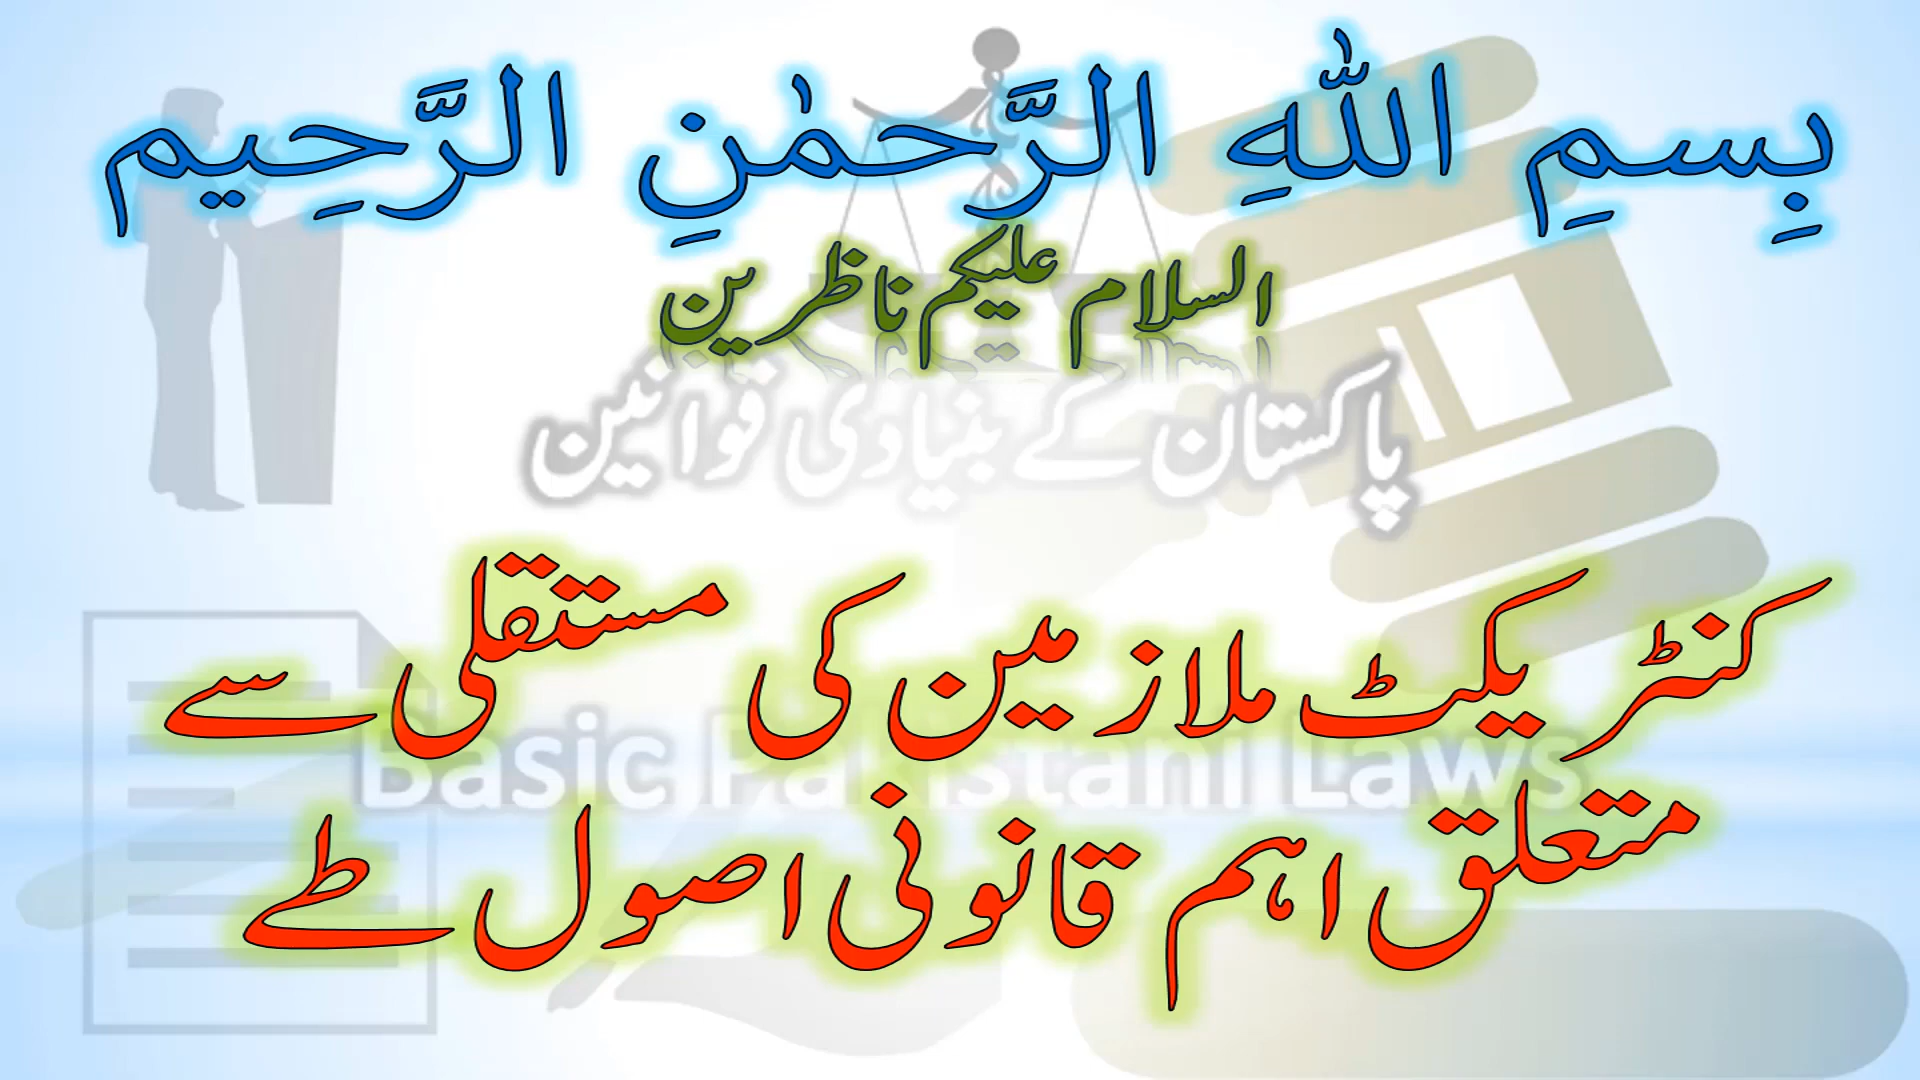 بِسمِ اللّٰہِ الرَّحمٰنِ الرَّحِیم
السلام علیکم ناظرین
پاکستان کے بنیادی قوانین
کنٹریکٹ ملازمین کی مستقلی سے
Basic Pakistani Laws
متعلق اہم قانونی اصول طے